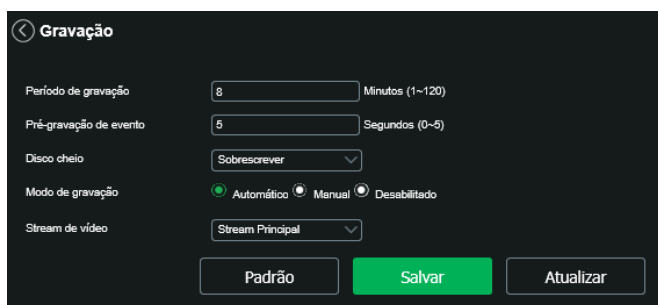 Gravação
Período de gravação 8 Minutos (1~120)
Pré-gravação de evento 5 Segundos (0~5)
Disco cheio Sobrescrever
Modo de gravação Automático Manual Desabilitado
Stream de vídeo Stream Principal
Padrão Salvar Atualizar